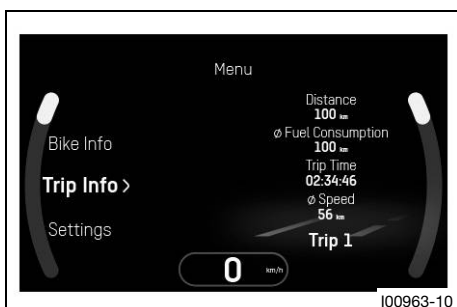 Menu
Bike Info
Trip Info >
Settings
Distance
100 km
ø Fuel Consumption
100 km
Trip Time
02:34:46
ø Speed
56 km
Trip 1
0 km/h
I00963-10